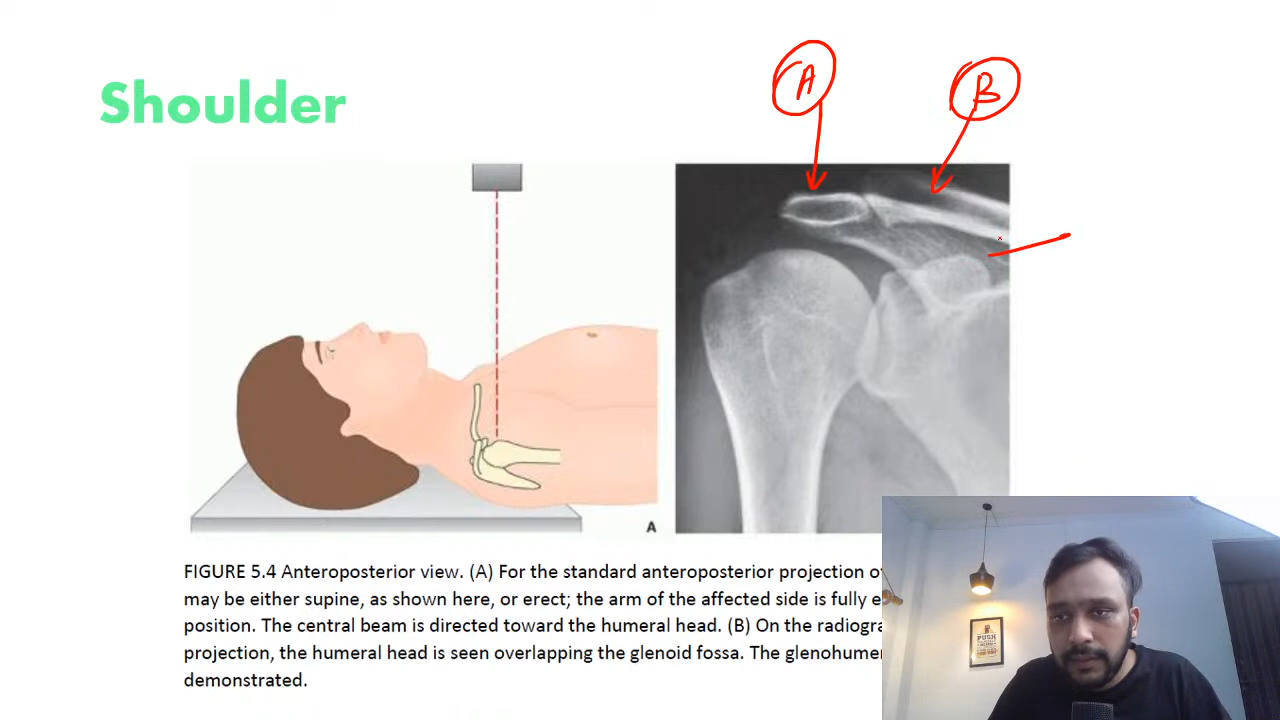 Shoulder
A
B
A
FIGURE 5.4 Anteroposterior view. (A) For the standard anteroposterior projection
may be either supine, as shown here, or erect; the arm of the affected side is fully
position. The central beam is directed toward the humeral head. (B) On the
projection, the humeral head is seen overlapping the glenoid fossa. The
demonstrated.
PUSH